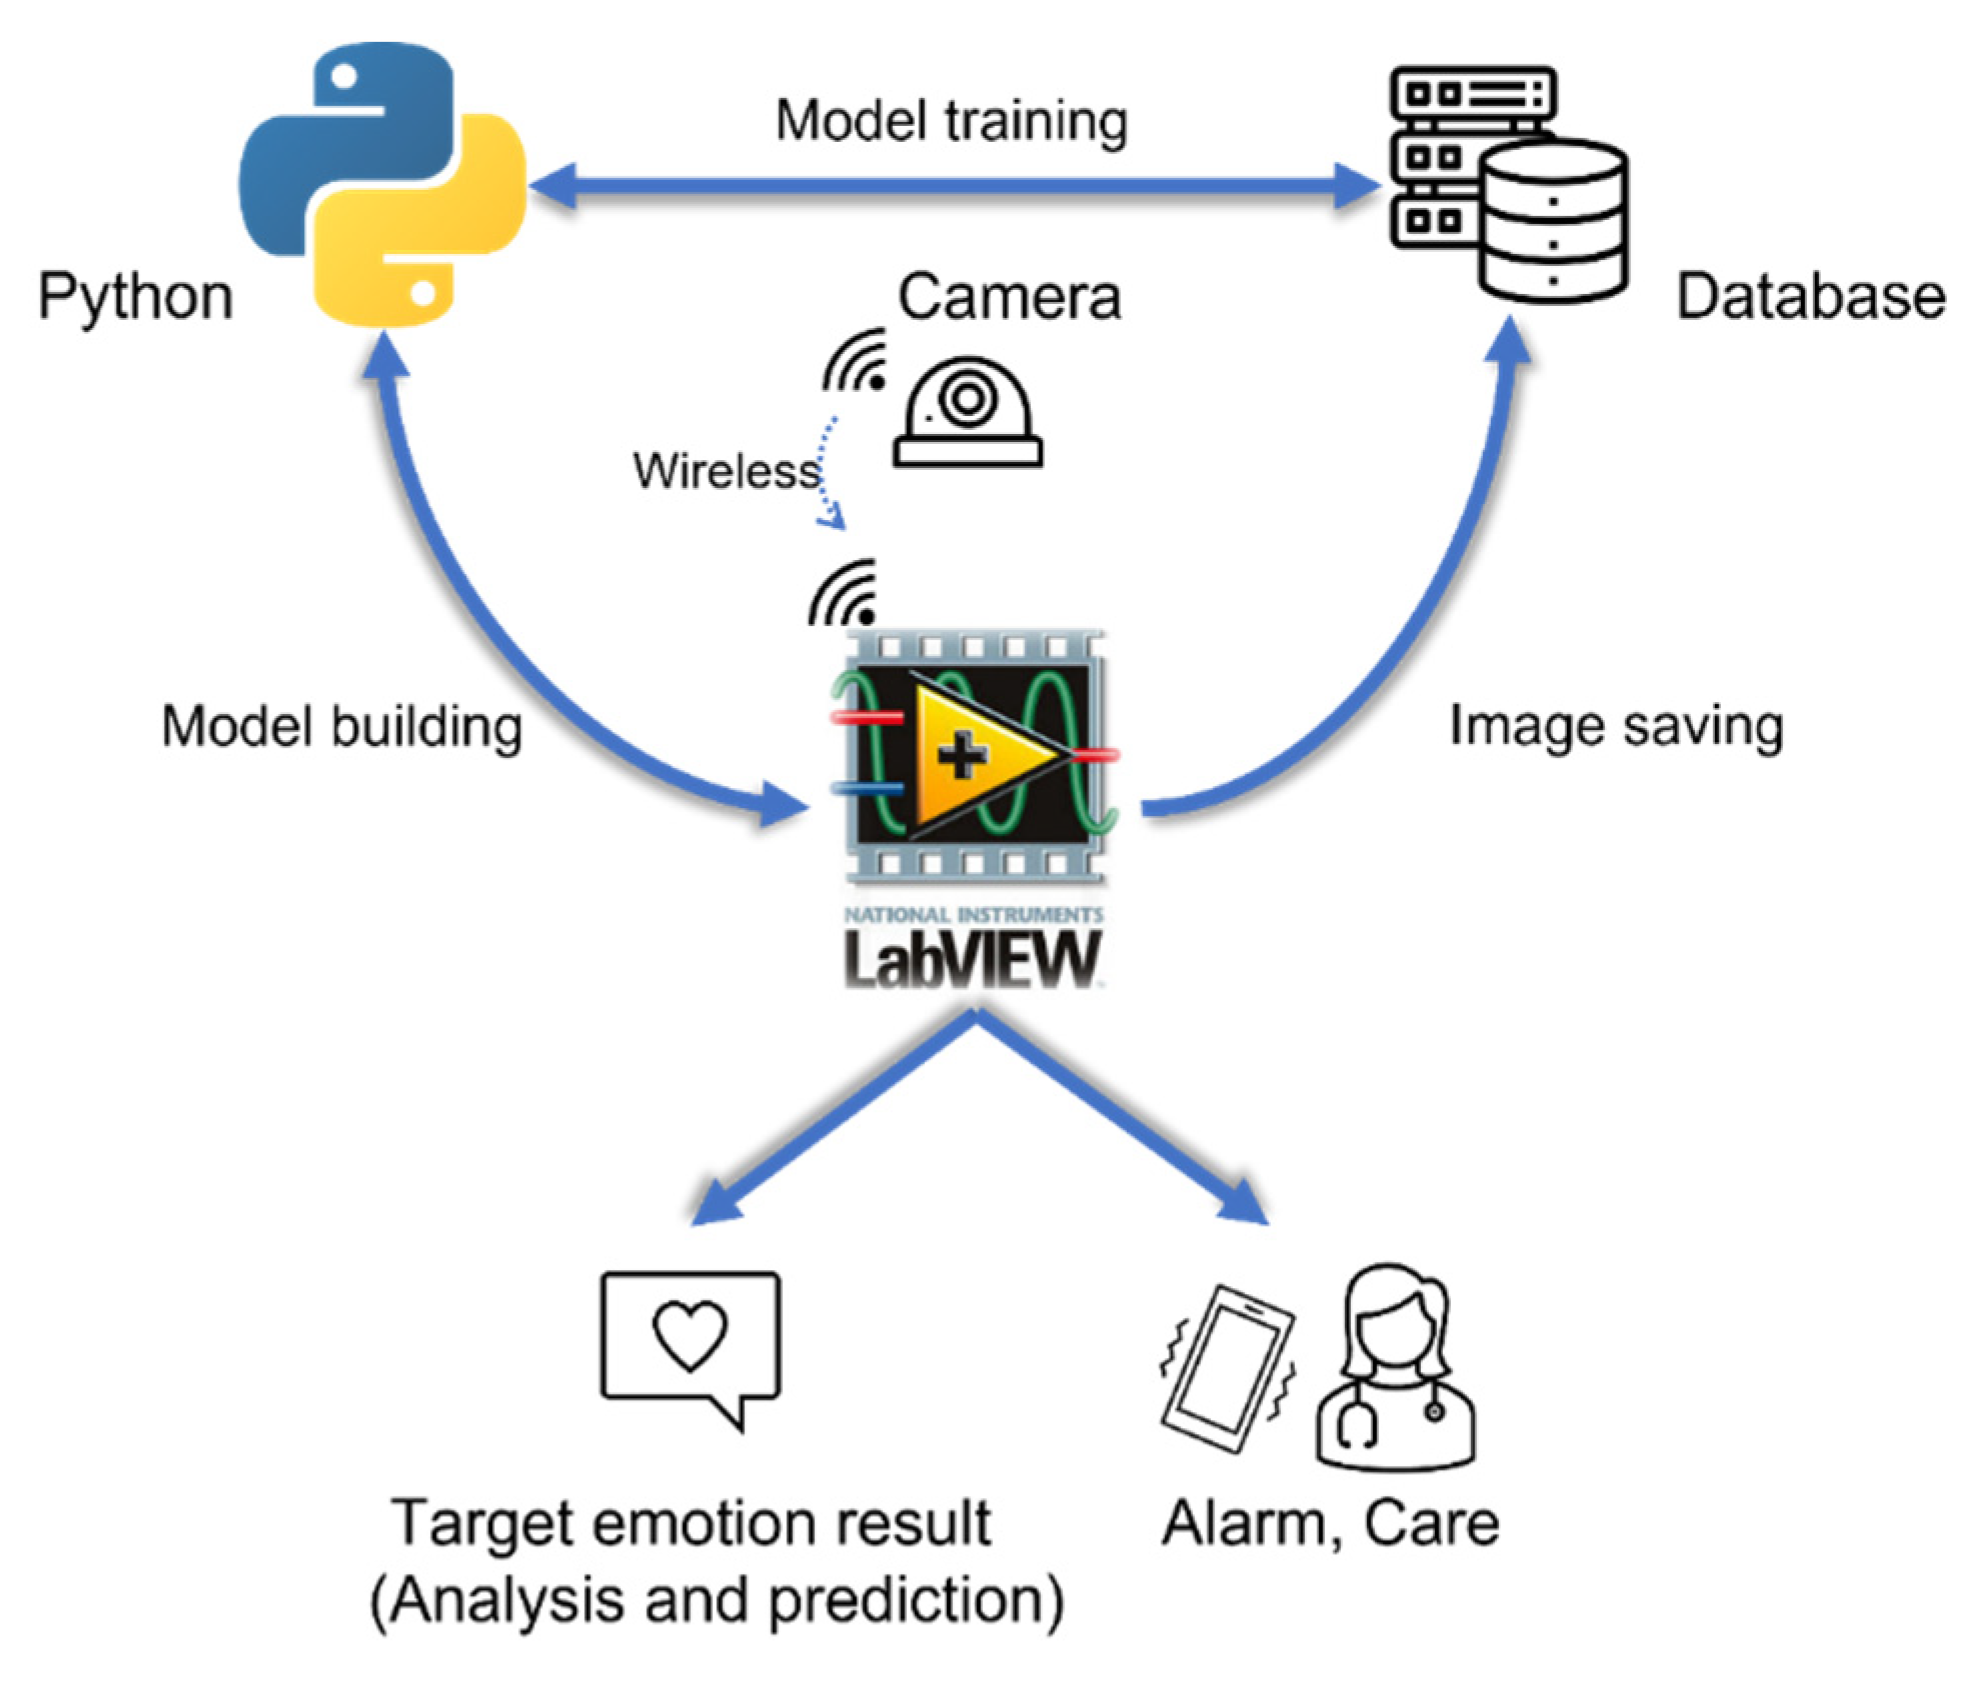 Model training
Python
Camera
Database
Wireless
Model building
Image saving
NATIONAL INSTRUMENTS
LabVIEW
Target emotion result
(Analysis and prediction)
Alarm, Care